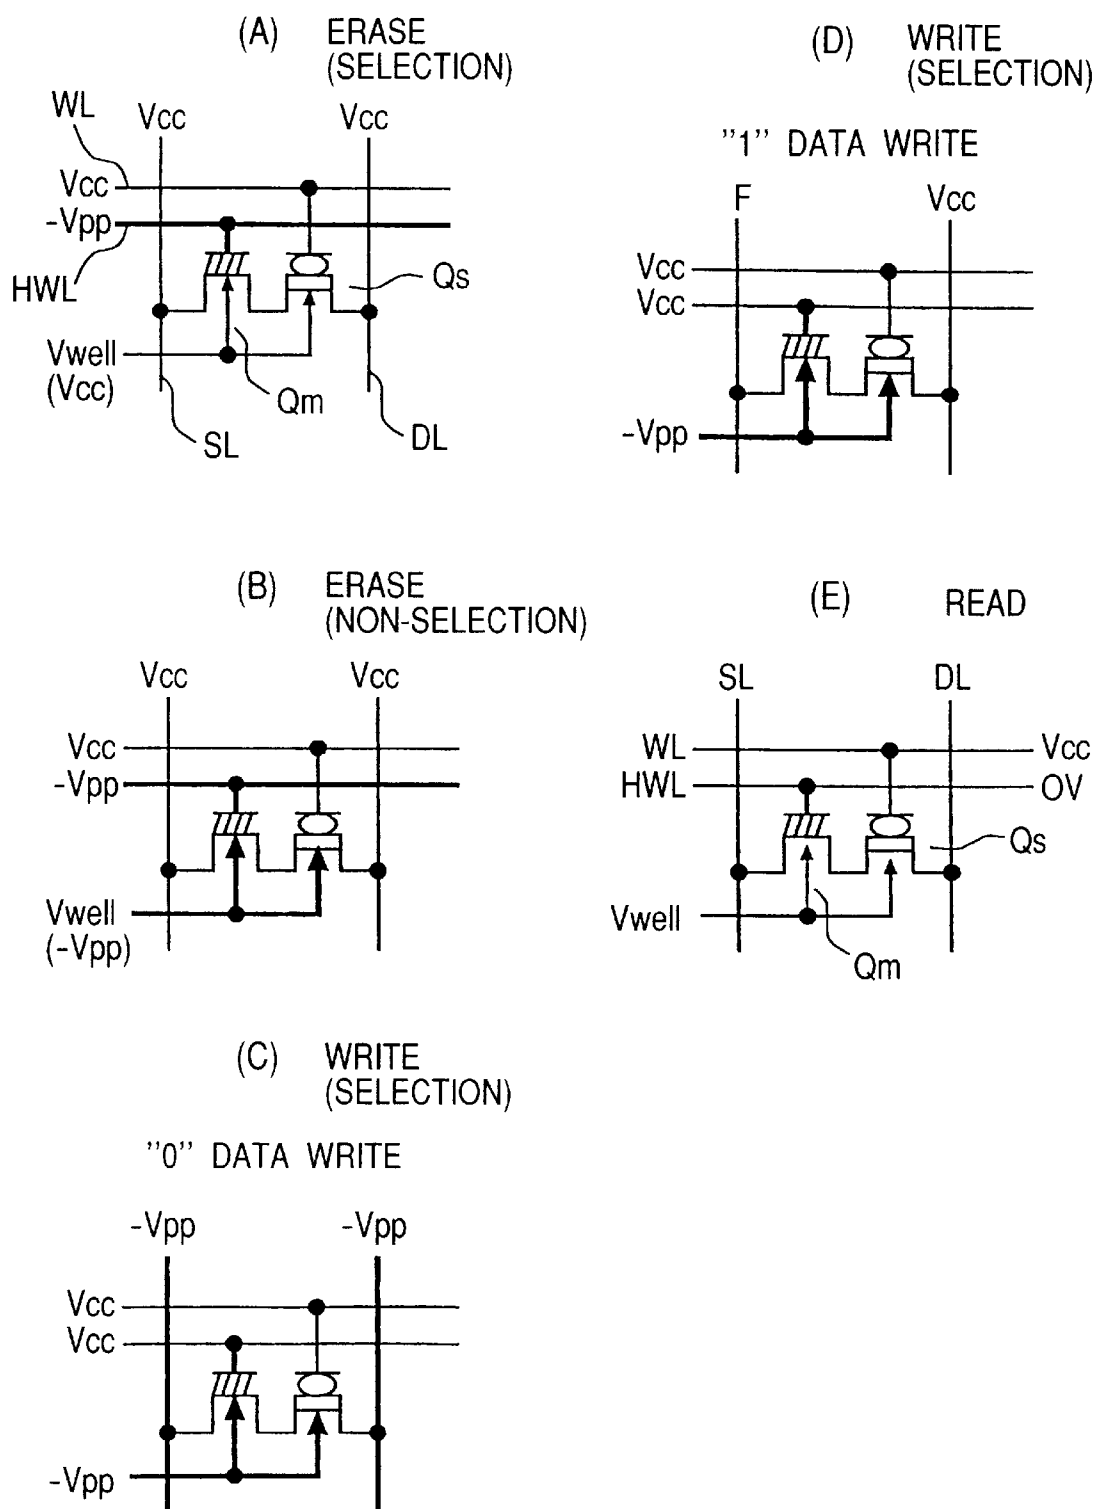 (A) ERASE
(SELECTION)
WL
Vcc Vcc
Vcc
-Vpp
HWL
Qs
Vwell
(Vcc)
Qm
SL
DL
(B) ERASE
(NON-SELECTION)
Vcc Vcc
Vcc
-Vpp
Vwell
(-Vpp)
(C) WRITE
(SELECTION)
"0" DATA WRITE
-Vpp -Vpp
Vcc
Vcc
-Vpp
(D) WRITE
(SELECTION)
"1" DATA WRITE
F Vcc
Vcc
Vcc
-Vpp
(E) READ
SL DL
WL Vcc
HWL OV
Qs
Vwell
Qm